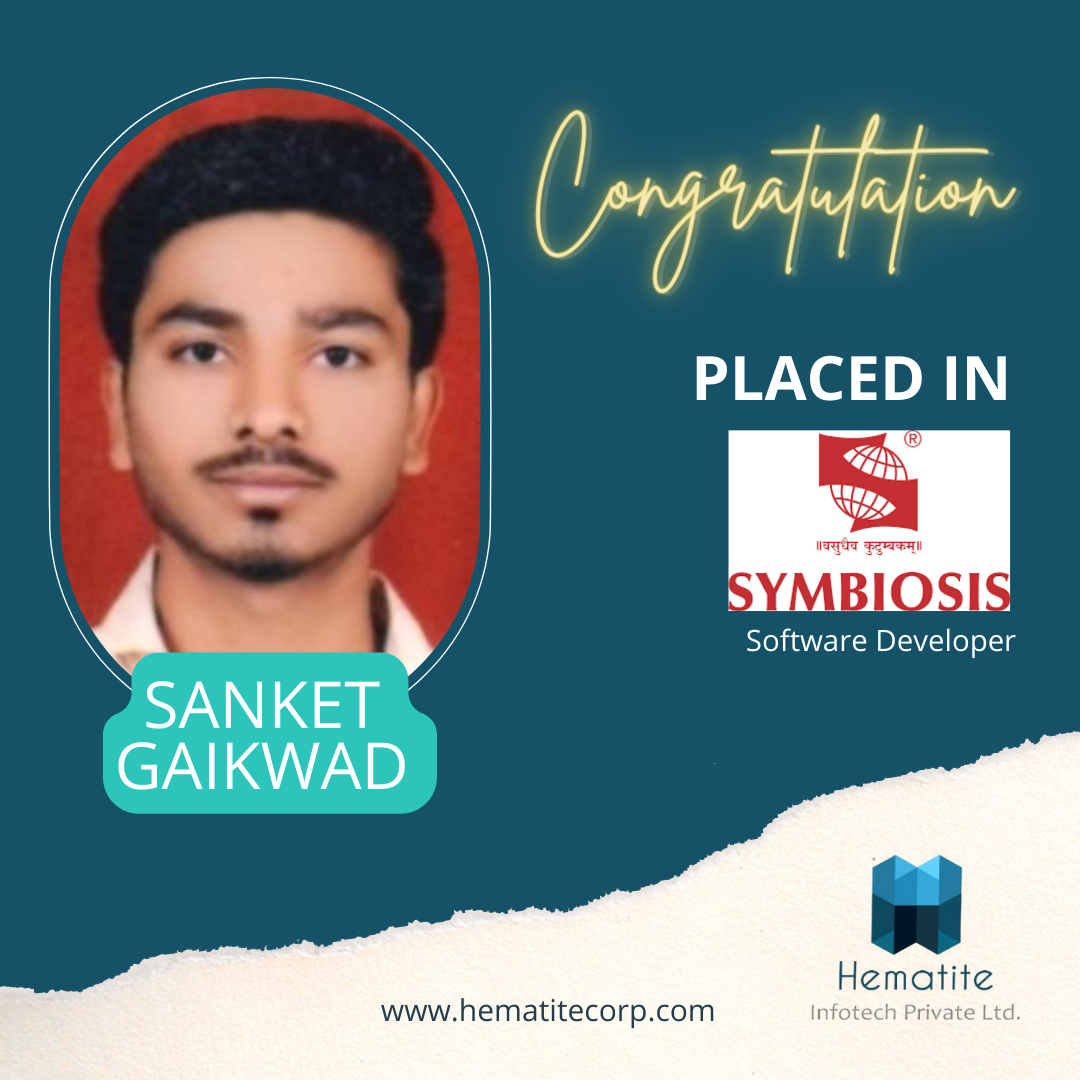 Congratulation
PLACED IN
®
॥वसुधैव कुटुम्बकम्॥
SYMBIOSIS
Software Developer
SANKET
GAIKWAD
Hematite
Infotech Private Ltd.
www.hematitecorp.com